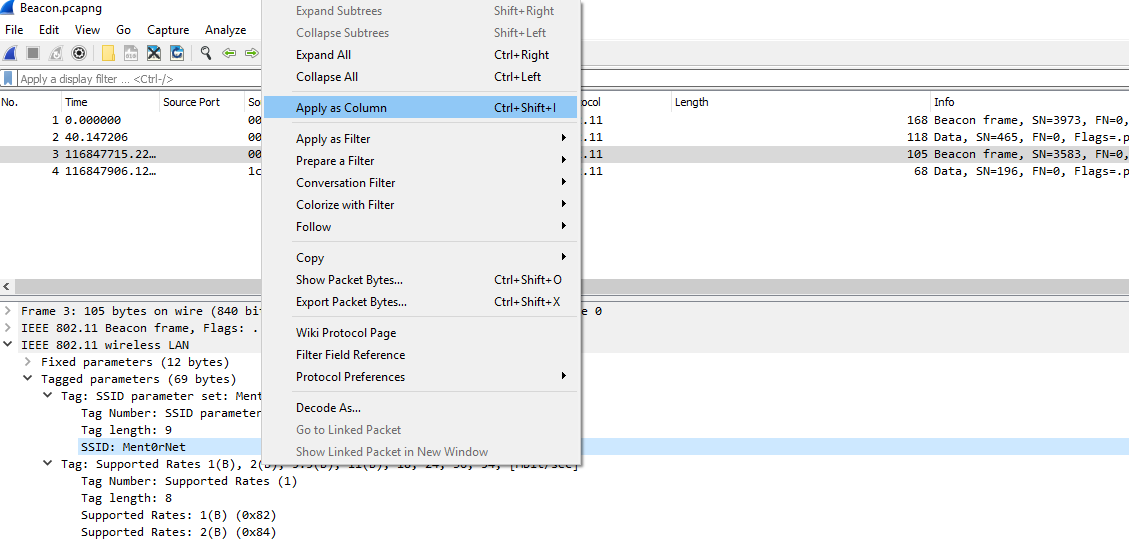 Beacon.pcapng
File Edit View Go Capture Analyze
Apply a display filter ... <Ctrl-/>
No. Time Source Port Sou ocol Length Info
1 0.000000 00 .11 168 Beacon frame, SN=3973, FN=0,
2 40.147206 00 .11 118 Data, SN=465, FN=0, Flags=.p
3 116847715.22… 00 .11 105 Beacon frame, SN=3583, FN=0,
4 116847906.12… 1c .11 68 Data, SN=196, FN=0, Flags=.p
Expand Subtrees Shift+Right
Collapse Subtrees Shift+Left
Expand All Ctrl+Right
Collapse All Ctrl+Left
Apply as Column Ctrl+Shift+I
Apply as Filter
Prepare a Filter
Conversation Filter
Colorize with Filter
Follow
Copy
Show Packet Bytes... Ctrl+Shift+O
Export Packet Bytes... Ctrl+Shift+X
Wiki Protocol Page
Filter Field Reference
Protocol Preferences
Decode As...
Go to Linked Packet
Show Linked Packet in New Window
Frame 3: 105 bytes on wire (840 bit e 0
IEEE 802.11 Beacon frame, Flags: .
IEEE 802.11 wireless LAN
Fixed parameters (12 bytes)
Tagged parameters (69 bytes)
Tag: SSID parameter set: Ment
Tag Number: SSID parameter
Tag length: 9
SSID: Ment0rNet
Tag: Supported Rates 1(B), 2(B), 5.5(B), 11(B), 18, 24, 36, 54, [Mbit/sec]
Tag Number: Supported Rates (1)
Tag length: 8
Supported Rates: 1(B) (0x82)
Supported Rates: 2(B) (0x84)